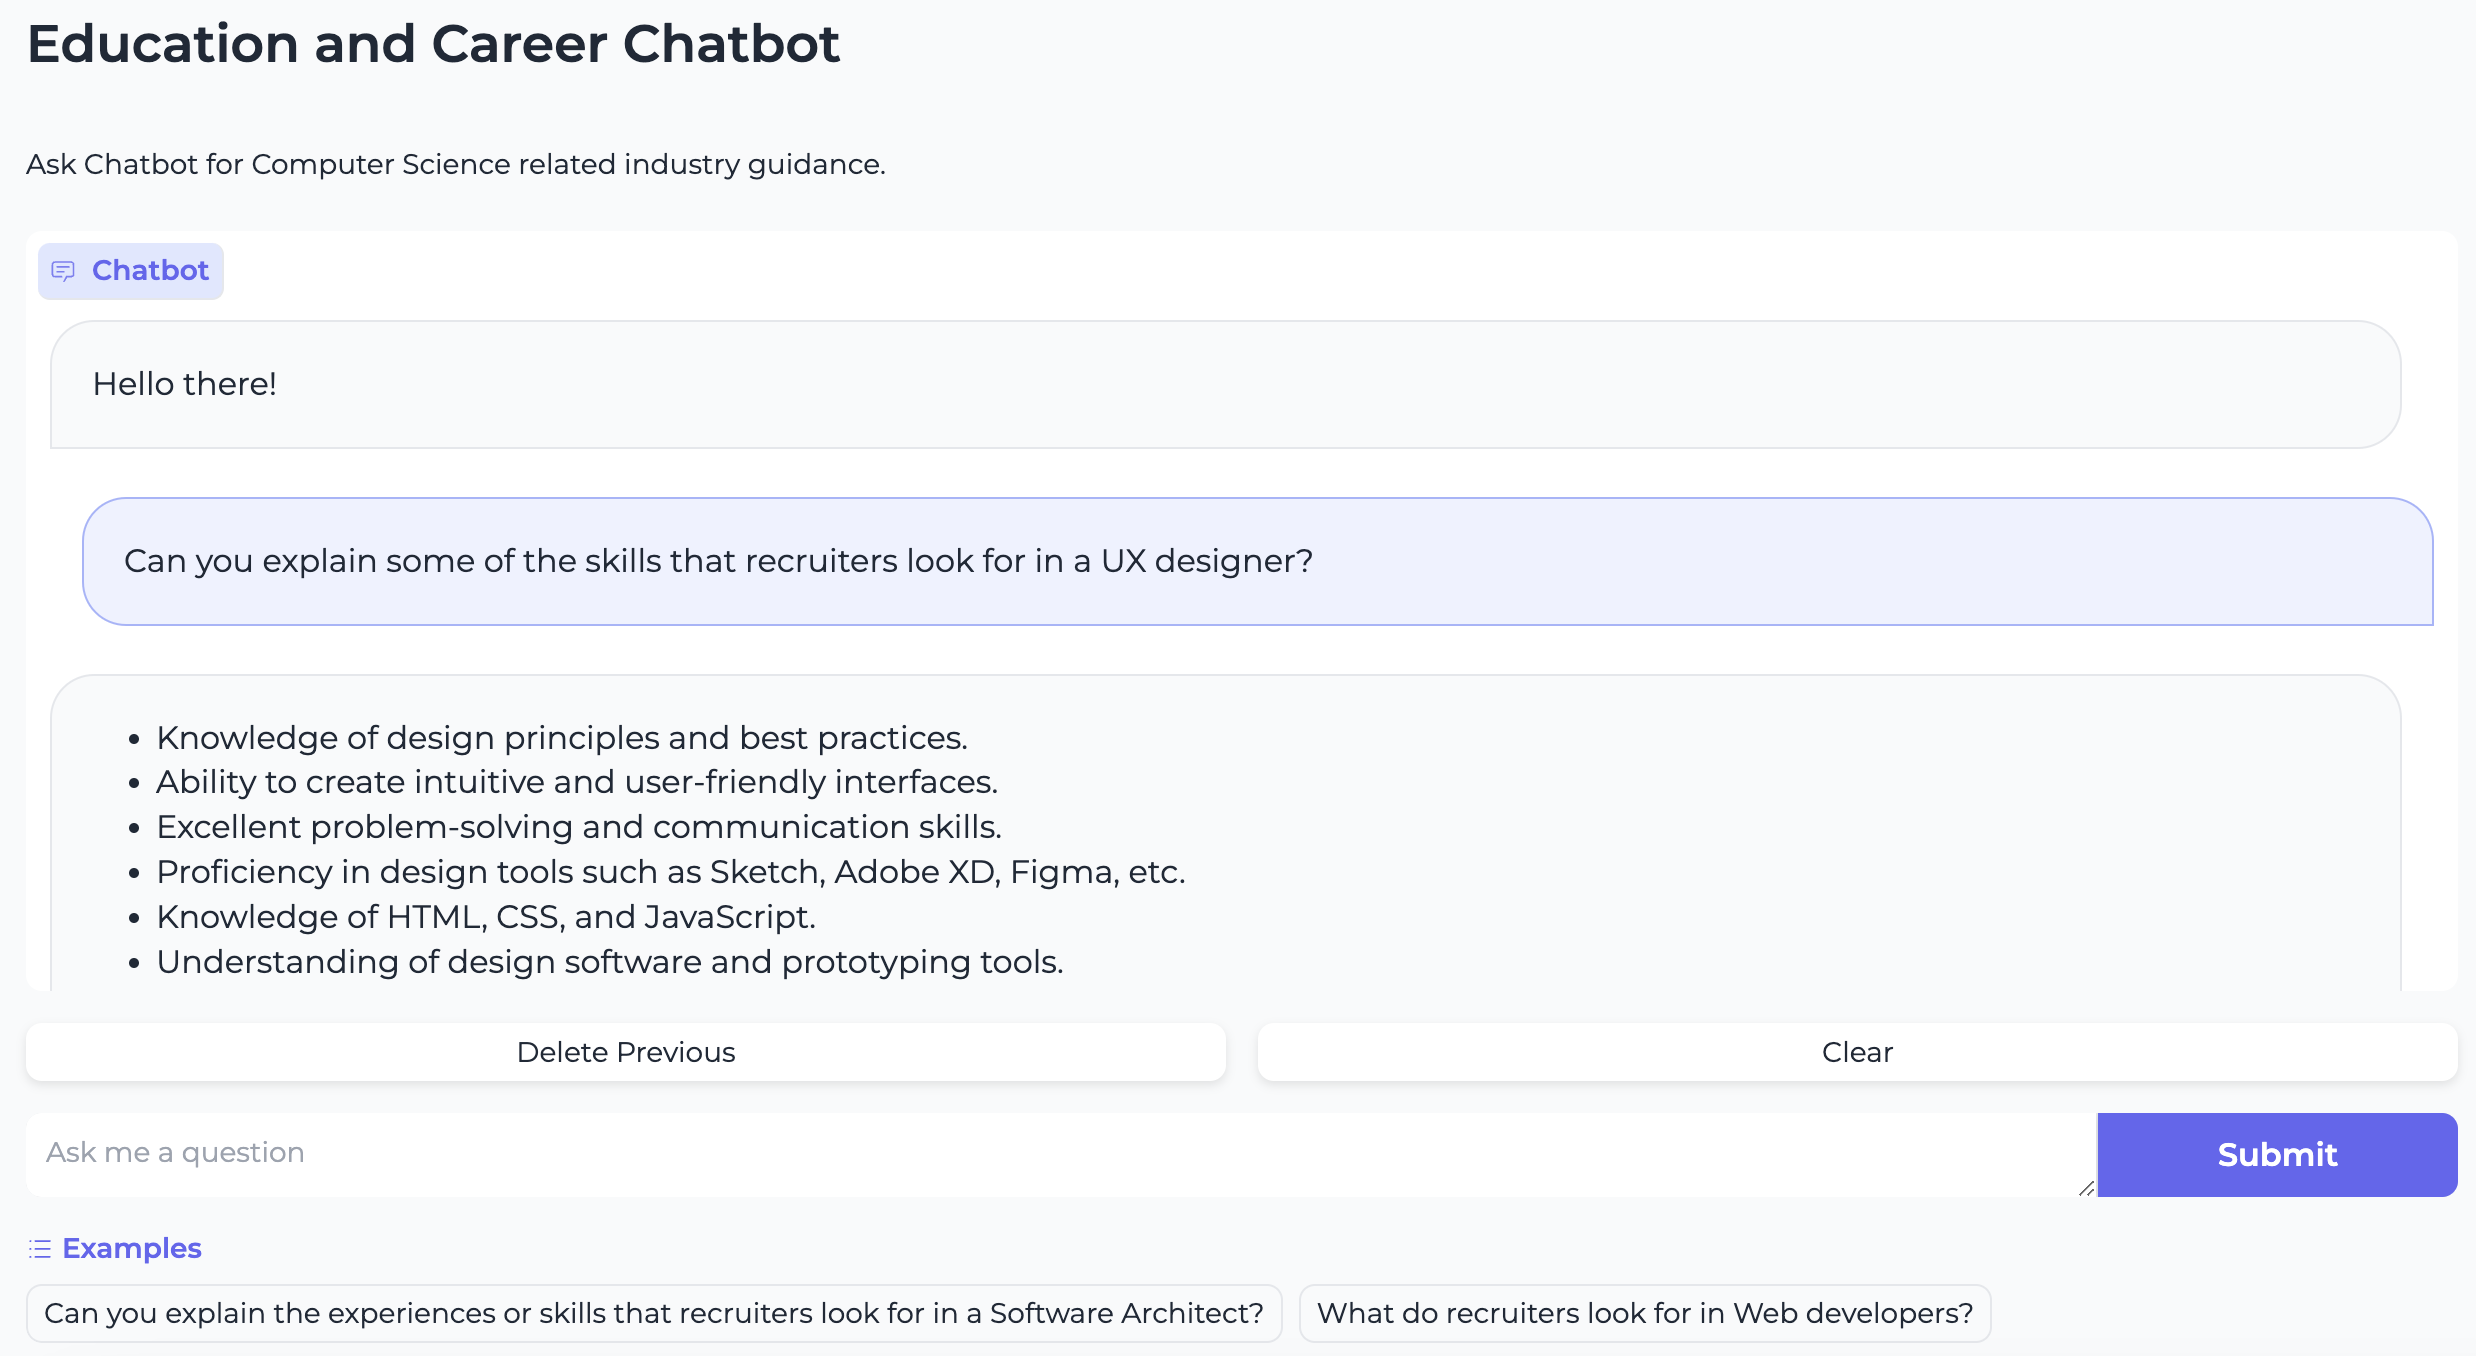 Education and Career Chatbot
Ask Chatbot for Computer Science related industry guidance.
Chatbot
Hello there!
Can you explain some of the skills that recruiters look for in a UX designer?
• Knowledge of design principles and best practices.
• Ability to create intuitive and user-friendly interfaces.
• Excellent problem-solving and communication skills.
• Proficiency in design tools such as Sketch, Adobe XD, Figma, etc.
• Knowledge of HTML, CSS, and JavaScript.
• Understanding of design software and prototyping tools.
Delete Previous
Clear
Ask me a question
Submit
Examples
Can you explain the experiences or skills that recruiters look for in a Software Architect?
What do recruiters look for in Web developers?